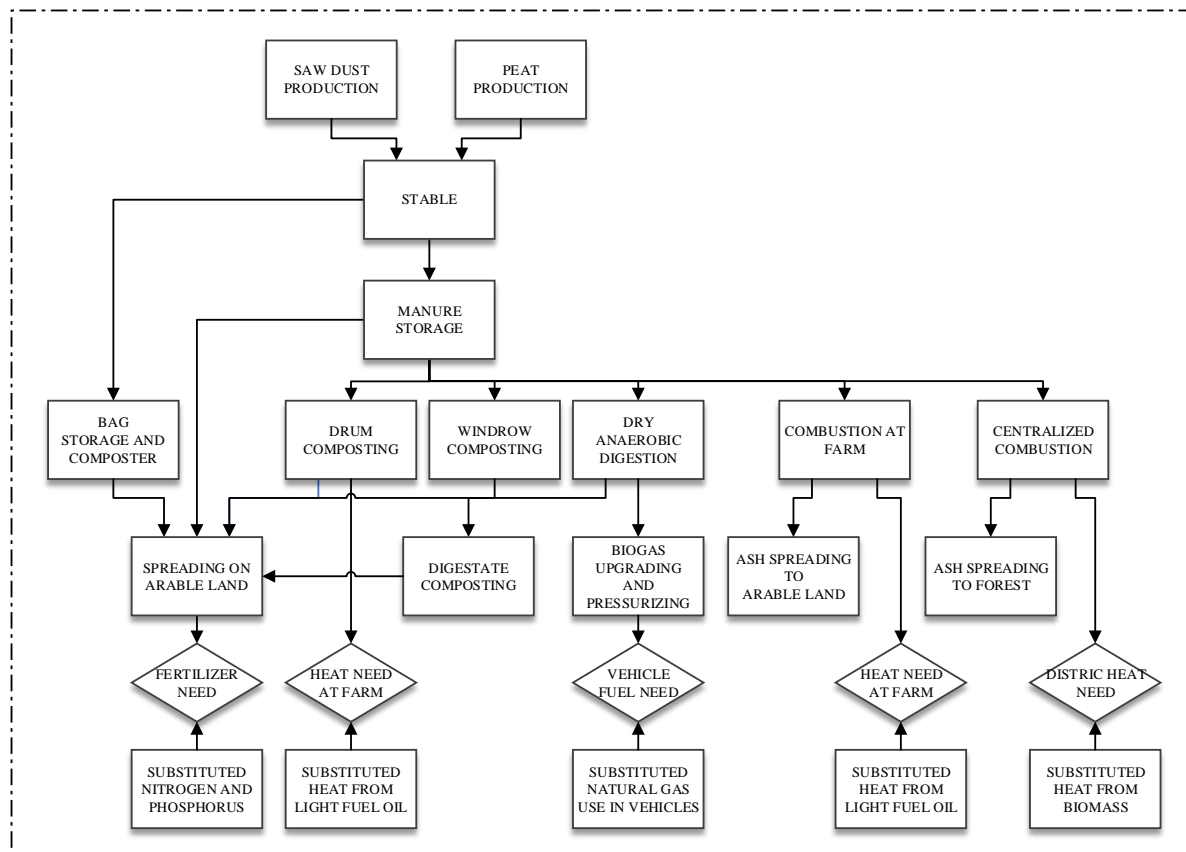 SAW DUST
PRODUCTION
PEAT
PRODUCTION
STABLE
MANURE
STORAGE
BAG
STORAGE AND
COMPOSTER
DRUM
COMPOSTING
WINDROW
COMPOSTING
DRY
ANAEROBIC
DIGESTION
COMBUSTION AT
FARM
CENTRALIZED
COMBUSTION
SPREADING ON
ARABLE LAND
DIGESTATE
COMPOSTING
BIOGAS
UPGRADING
AND
PRESSURIZING
ASH SPREADING
TO
ARABLE LAND
ASH SPREADING
TO FOREST
FERTILIZER
NEED
HEAT NEED
AT FARM
VEHICLE
FUEL NEED
HEAT NEED
AT FARM
DISTRIC HEAT
NEED
SUBSTITUTED
NITROGEN AND
PHOSPHORUS
SUBSTITUTED
HEAT FROM
LIGHT FUEL OIL
SUBSTITUTED
NATURAL GAS
USE IN VEHICLES
SUBSTITUTED
HEAT FROM
LIGHT FUEL OIL
SUBSTITUTED
HEAT FROM
BIOMASS